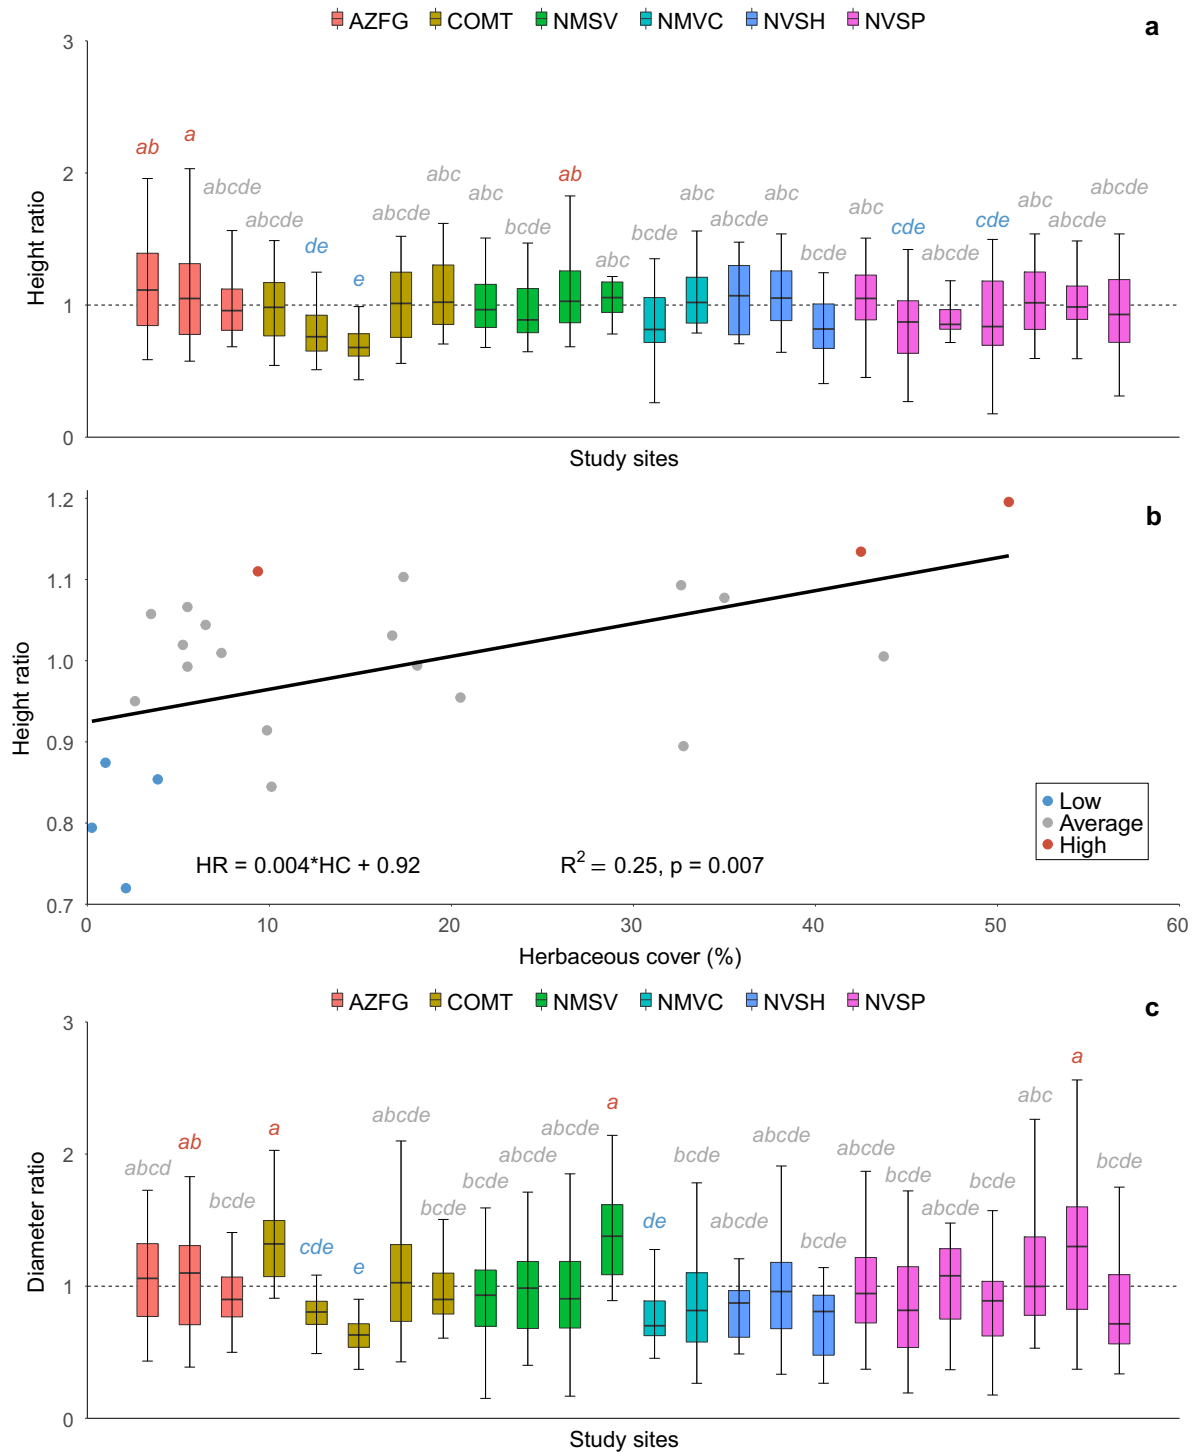 AZFG COMT NMSV NMVC NVSH NVSP
a
3
2
1
0
Height ratio
ab a abcde abcde de e abcde abc abc bcde ab abc bcde abc abcde abc bcde abc cde abcde cde abc abcde abcde
Study sites
b
1.2
1.1
1.0
0.9
0.8
0.7
Height ratio
Low
Average
High
HR = 0.004*HC + 0.92 R² = 0.25, p = 0.007
0 10 20 30 40 50 60
Herbaceous cover (%)
AZFG COMT NMSV NMVC NVSH NVSP
c
3
2
1
0
Diameter ratio
abcd ab bcde a cde e abcde bcde bcde abcde abcde a de bcde abcde abcde bcde abcde bcde abcde bcde abc a bcde
Study sites